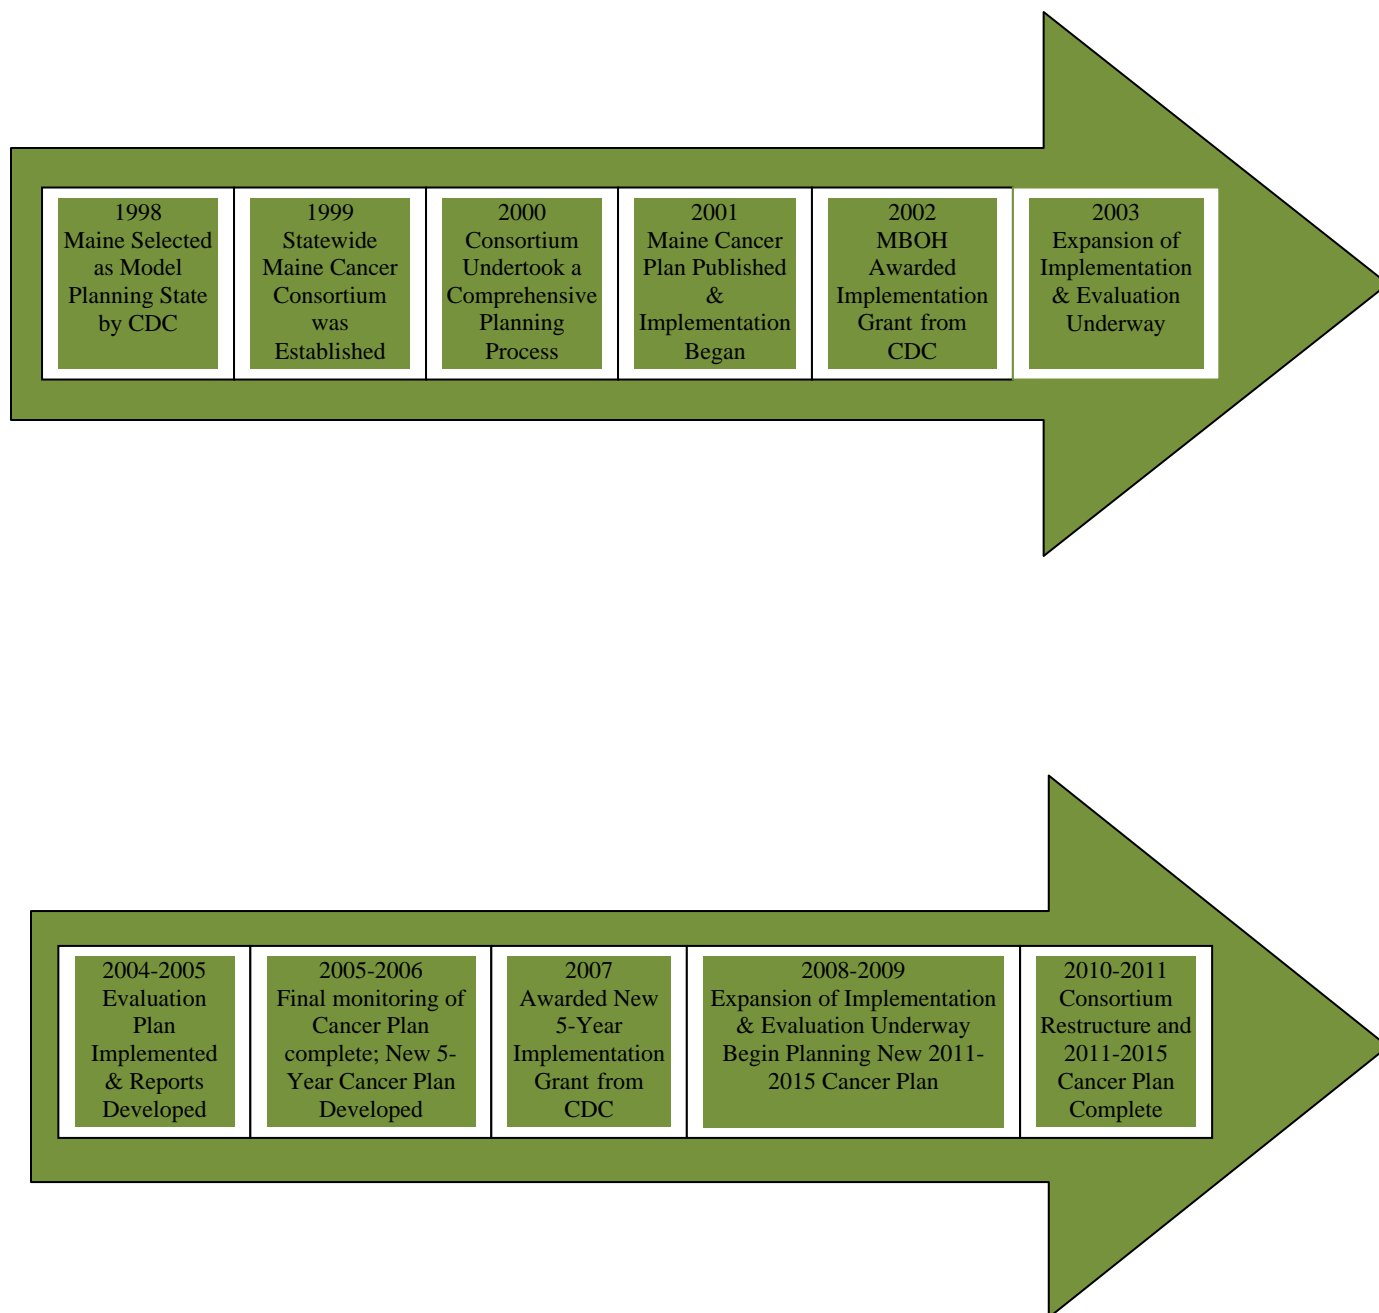 1998
Maine Selected
as Model
Planning State
by CDC
1999
Statewide
Maine Cancer
Consortium
was
Established
2000
Consortium
Undertook a
Comprehensive
Planning
Process
2001
Maine Cancer
Plan Published
&
Implementation
Began
2002
MBOH
Awarded
Implementation
Grant from
CDC
2003
Expansion of
Implementation
& Evaluation
Underway
2004-2005
Evaluation
Plan
Implemented
& Reports
Developed
2005-2006
Final monitoring of
Cancer Plan
complete; New 5-
Year Cancer Plan
Developed
2007
Awarded New
5-Year
Implementation
Grant from
CDC
2008-2009
Expansion of Implementation
& Evaluation Underway
Begin Planning New 2011-
2015 Cancer Plan
2010-2011
Consortium
Restructure and
2011-2015
Cancer Plan
Complete